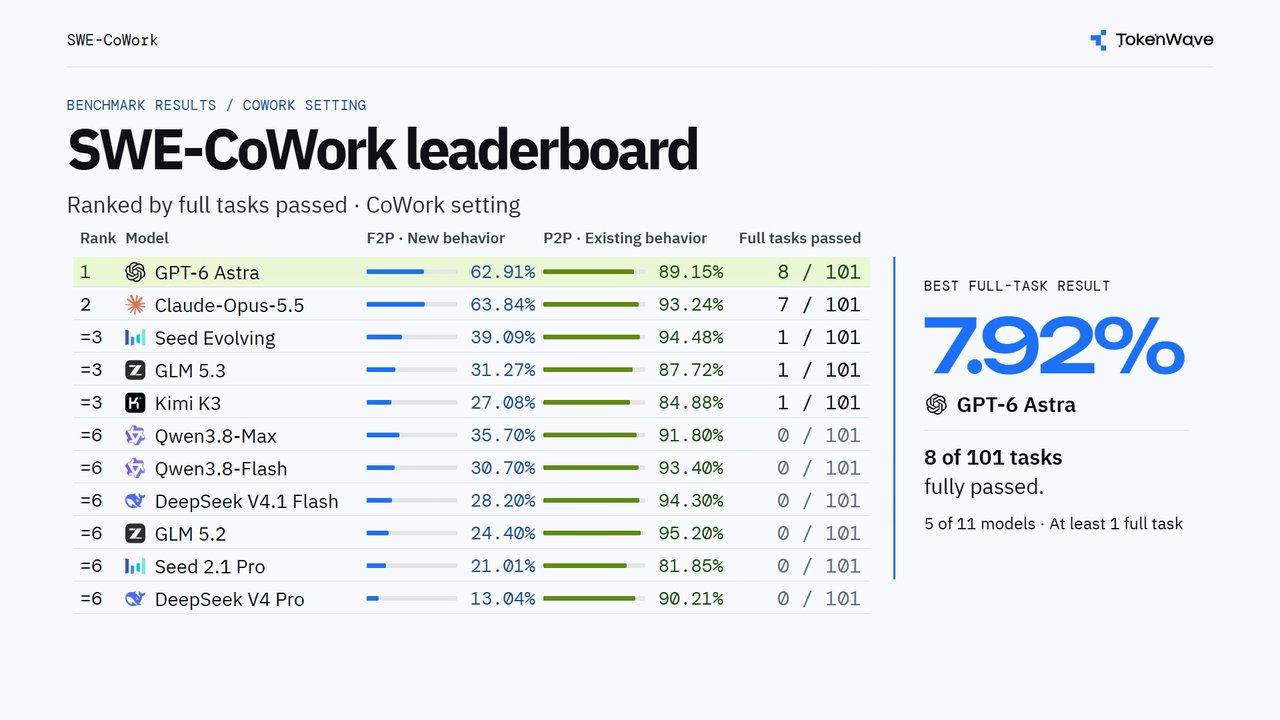 SWE-CoWork
TokenWave
BENCHMARK RESULTS / COWORK SETTING
SWE-CoWork leaderboard
Ranked by full tasks passed · CoWork setting
Rank Model F2P · New behavior P2P · Existing behavior Full tasks passed
1 GPT-6 Astra 62.91% 89.15% 8 / 101
2 Claude-Opus-5.5 63.84% 93.24% 7 / 101
=3 Seed Evolving 39.09% 94.48% 1 / 101
=3 GLM 5.3 31.27% 87.72% 1 / 101
=3 Kimi K3 27.08% 84.88% 1 / 101
=6 Qwen3.8-Max 35.70% 91.80% 0 / 101
=6 Qwen3.8-Flash 30.70% 93.40% 0 / 101
=6 DeepSeek V4.1 Flash 28.20% 94.30% 0 / 101
=6 GLM 5.2 24.40% 95.20% 0 / 101
=6 Seed 2.1 Pro 21.01% 81.85% 0 / 101
=6 DeepSeek V4 Pro 13.04% 90.21% 0 / 101
BEST FULL-TASK RESULT
7.92%
GPT-6 Astra
8 of 101 tasks
fully passed.
5 of 11 models · At least 1 full task